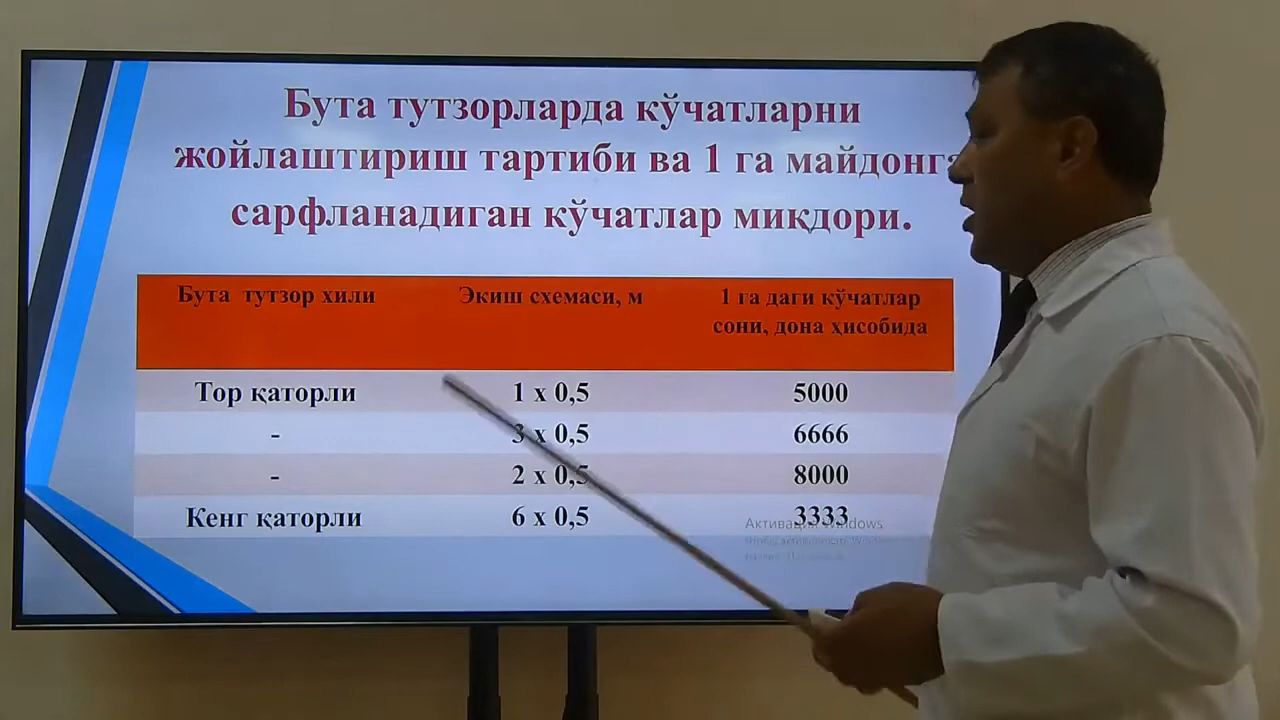 Бута тутзорларда кўчатларни
жойлаштириш тартиби ва 1 га майдонга
сарфланадиган кўчатлар миқдори.
Бута тутзор хили Экиш схемаси, м 1 га даги кўчатлар
сони, дона ҳисобида
Тор қаторли 1 х 0,5 5000
- 3 х 0,5 6666
- 2 х 0,5 8000
Кенг қаторли 6 х 0,5 3333
Активация Windows